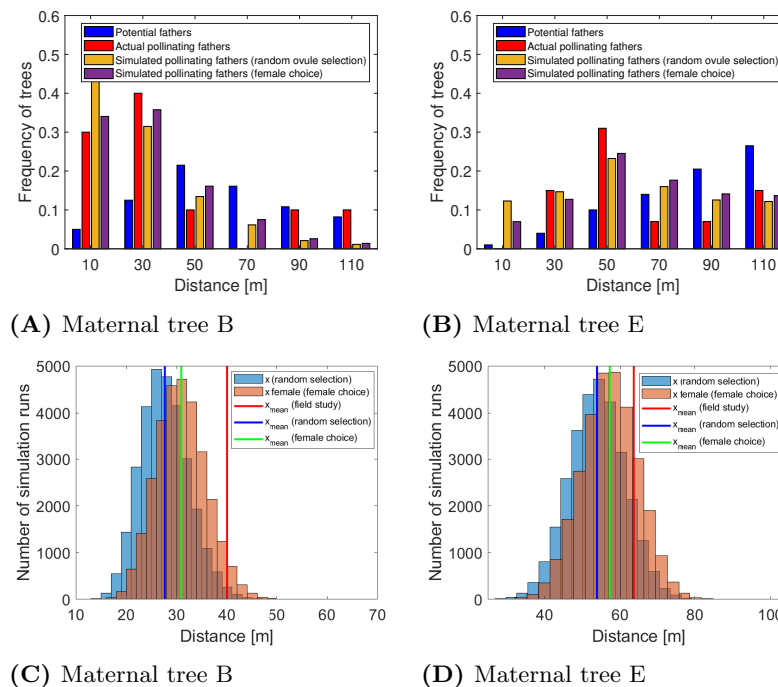 Potential fathers
Actual pollinating fathers
Simulated pollinating fathers (random ovule selection)
Simulated pollinating fathers (female choice)
Frequency of trees
0.6
0.5
0.4
0.3
0.2
0.1
0
10 30 50 70 90 110
Distance [m]
(A) Maternal tree B
Potential fathers
Actual pollinating fathers
Simulated pollinating fathers (random ovule selection)
Simulated pollinating fathers (female choice)
Frequency of trees
0.6
0.5
0.4
0.3
0.2
0.1
0
10 30 50 70 90 110
Distance [m]
(B) Maternal tree E
x (random selection)
x female (female choice)
xmean (field study)
xmean (random selection)
xmean (female choice)
Number of simulation runs
5000
4000
3000
2000
1000
0
10 20 30 40 50 60 70
Distance [m]
(C) Maternal tree B
x (random selection)
x female (female choice)
xmean (field study)
xmean (random selection)
xmean (female choice)
Number of simulation runs
5000
4000
3000
2000
1000
0
40 60 80 100
Distance [m]
(D) Maternal tree E